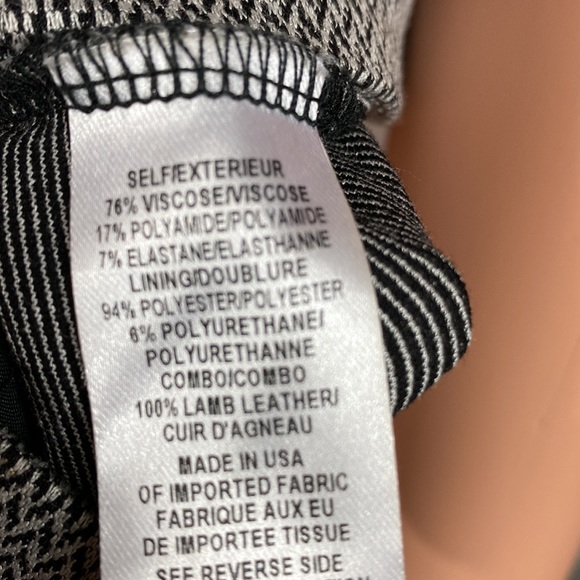 SELF/EXTERIEUR
76% VISCOSE/VISCOSE
17% POLYAMIDE/POLYAMIDE
7% ELASTANE/ELASTHANNE
LINING/DOUBLURE
94% POLYESTER/POLYESTER
6% POLYURETHANE/
POLYURETHANNE
COMBO/COMBO
100% LAMB LEATHER/
CUIR D'AGNEAU
MADE IN USA
OF IMPORTED FABRIC
FABRIQUE AUX EU
DE IMPORTEE TISSUE
SEE REVERSE SIDE